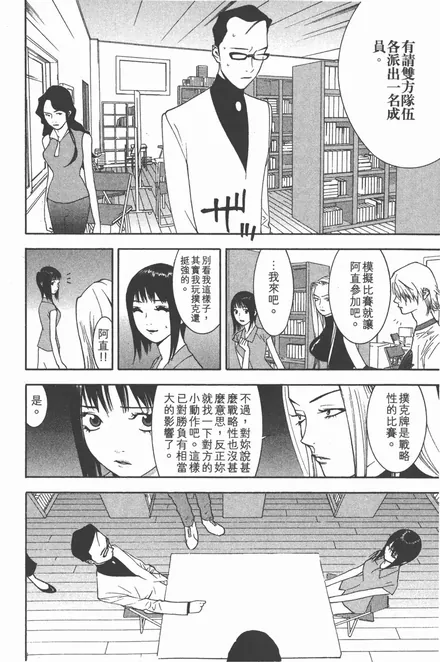 有請雙方隊伍
各派出一名成
員。
模擬比賽就讓
阿直參加吧。
⋯我來吧。
別看我這樣子,
其實我玩撲克還
挺強的。
阿直!!
撲克牌是戰略
性的比賽。
不過,對妳說甚
麼戰略性也沒甚
麼意思,反正妳
就找一下對方的
小動作吧。這樣
已對勝負有相當
大的影響了。
是。